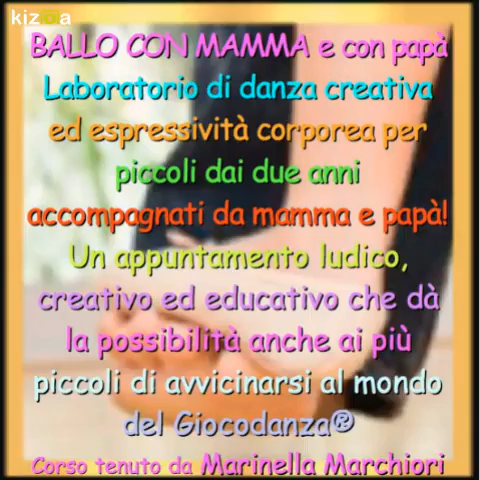 kizoa
BALLO CON MAMMA e con papà
Laboratorio di danza creativa
ed espressività corporea per
piccoli dai due anni
accompagnati da mamma e papà!
Un appuntamento ludico,
creativo ed educativo che dà
la possibilità anche ai più
piccoli di avvicinarsi al mondo
del Giocodanza®
Corso tenuto da Marinella Marchiori